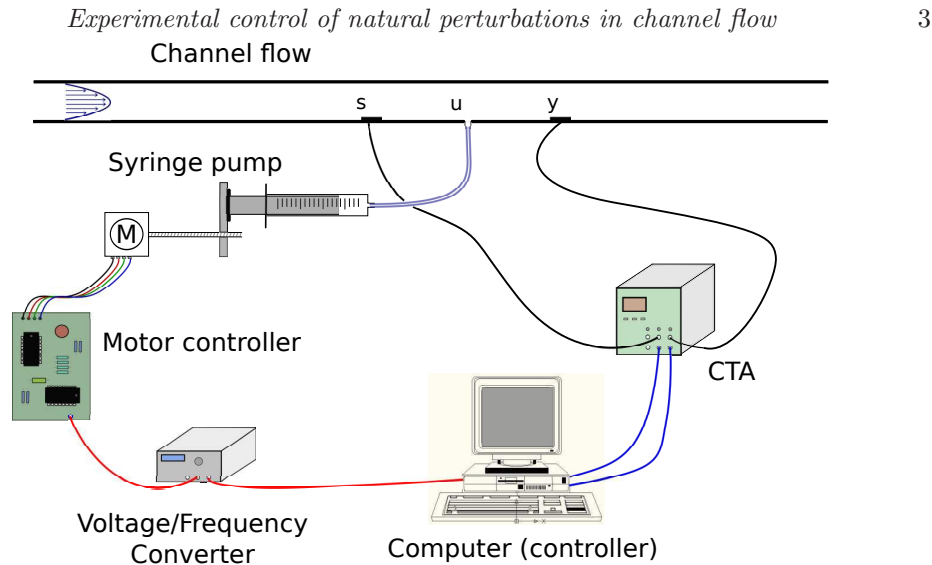 Experimental control of natural perturbations in channel flow 3
Channel flow
s u y
Syringe pump
M
Motor controller
CTA
Voltage/Frequency
Converter
Computer (controller)